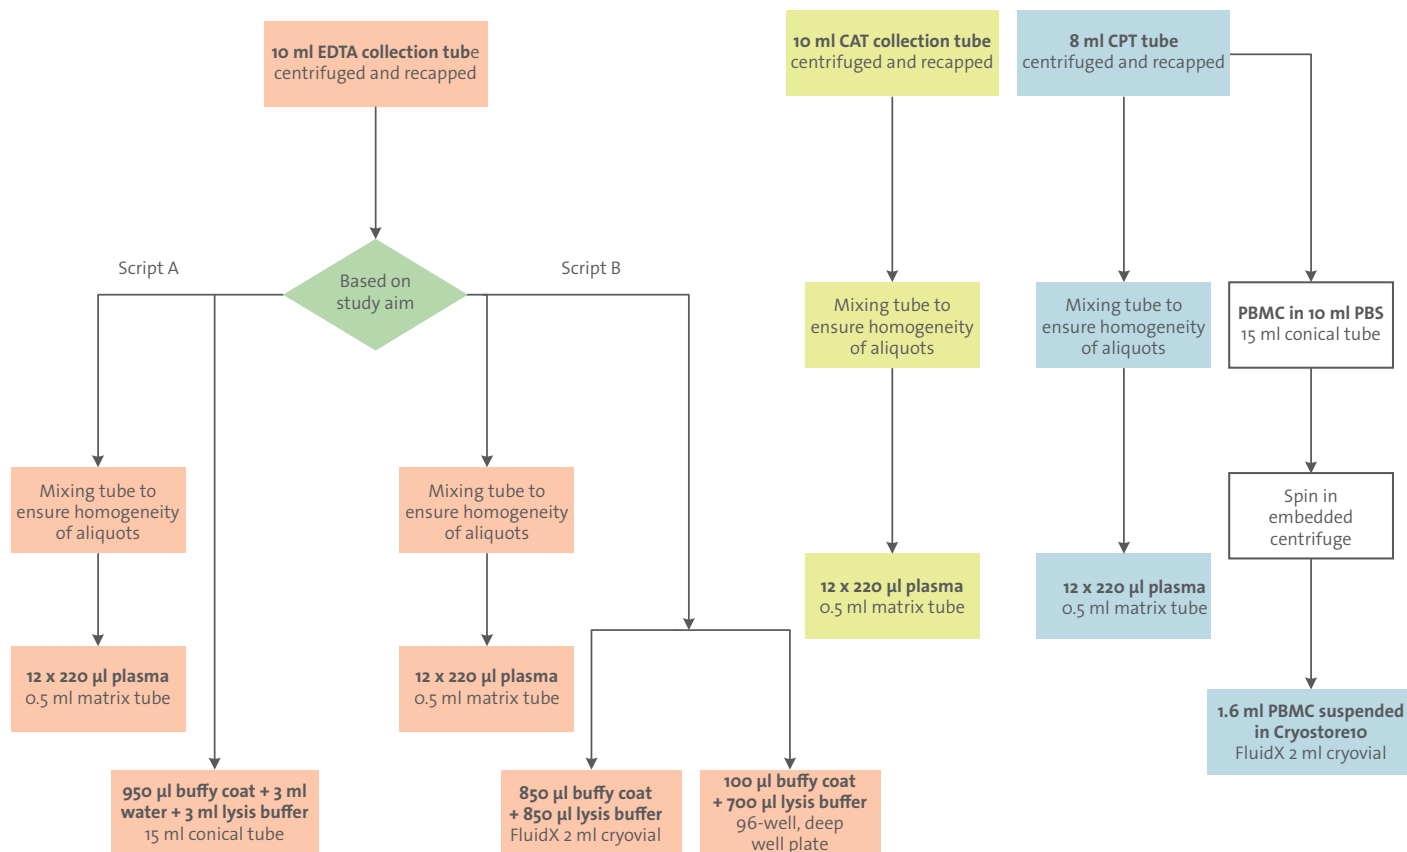 10 ml EDTA collection tube
centrifuged and recapped
10 ml CAT collection tube
centrifuged and recapped
8 ml CPT tube
centrifuged and recapped
Script A
Based on
study aim
Script B
Mixing tube to
ensure homogeneity
of aliquots
Mixing tube to
ensure homogeneity
of aliquots
PBMC in 10 ml PBS
15 ml conical tube
Mixing tube to
ensure homogeneity
of aliquots
Mixing tube to
ensure homogeneity
of aliquots
Spin in
embedded
centrifuge
12 x 220 µl plasma
0.5 ml matrix tube
12 x 220 µl plasma
0.5 ml matrix tube
12 x 220 µl plasma
0.5 ml matrix tube
12 x 220 µl plasma
0.5 ml matrix tube
1.6 ml PBMC suspended
in Cryostore10
FluidX 2 ml cryovial
950 µl buffy coat + 3 ml
water + 3 ml lysis buffer
15 ml conical tube
850 µl buffy coat
+ 850 µl lysis buffer
FluidX 2 ml cryovial
100 µl buffy coat
+ 700 µl lysis buffer
96-well, deep
well plate